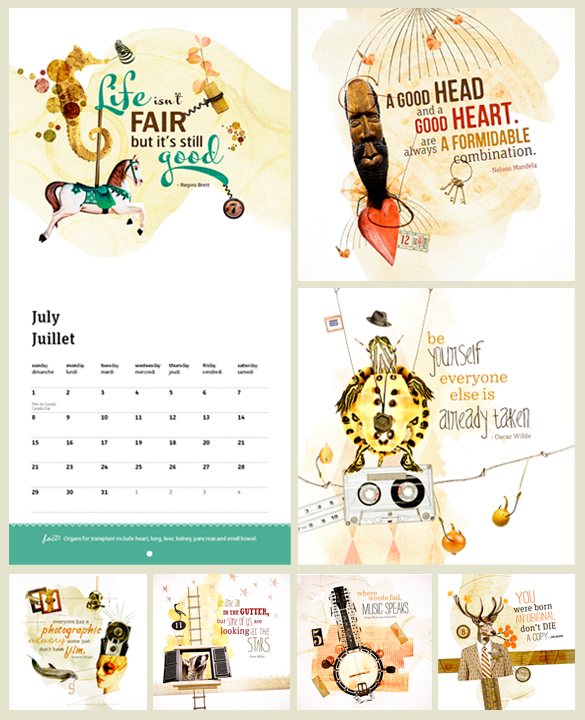 Life isn't
FAIR
but it's still
good
- Regina Brett
7
July
Juillet
sunday monday tuesday wednesday thursday friday saturday
dimanche lundi mardi mercredi jeudi vendredi samedi
1 2 3 4 5 6 7
Canada Day
8 9 10 11 12 13 14
15 16 17 18 19 20 21
21 23 24 25 26 27 28
29 30 31 1 2 3 4
fact! Organs for transplant include heart, lung, liver, kidney, pancreas and small bowel.
A GOOD HEAD
and a
GOOD HEART.
are
always A FORMIDABLE
combination.
- Nelson Mandela
12
be
yourself
everyone
else is
already taken
- Oscar Wilde
3 4 5
everyone has a
photographic
memory some just
don't have
film.
we are all
IN THE GUTTER,
but some of us are
looking AT THE
STARS
- Oscar Wilde
11
where
words fail,
MUSIC SPEAKS
5
YOU
were born
AN ORIGINAL
don't DIE
A COPY
8